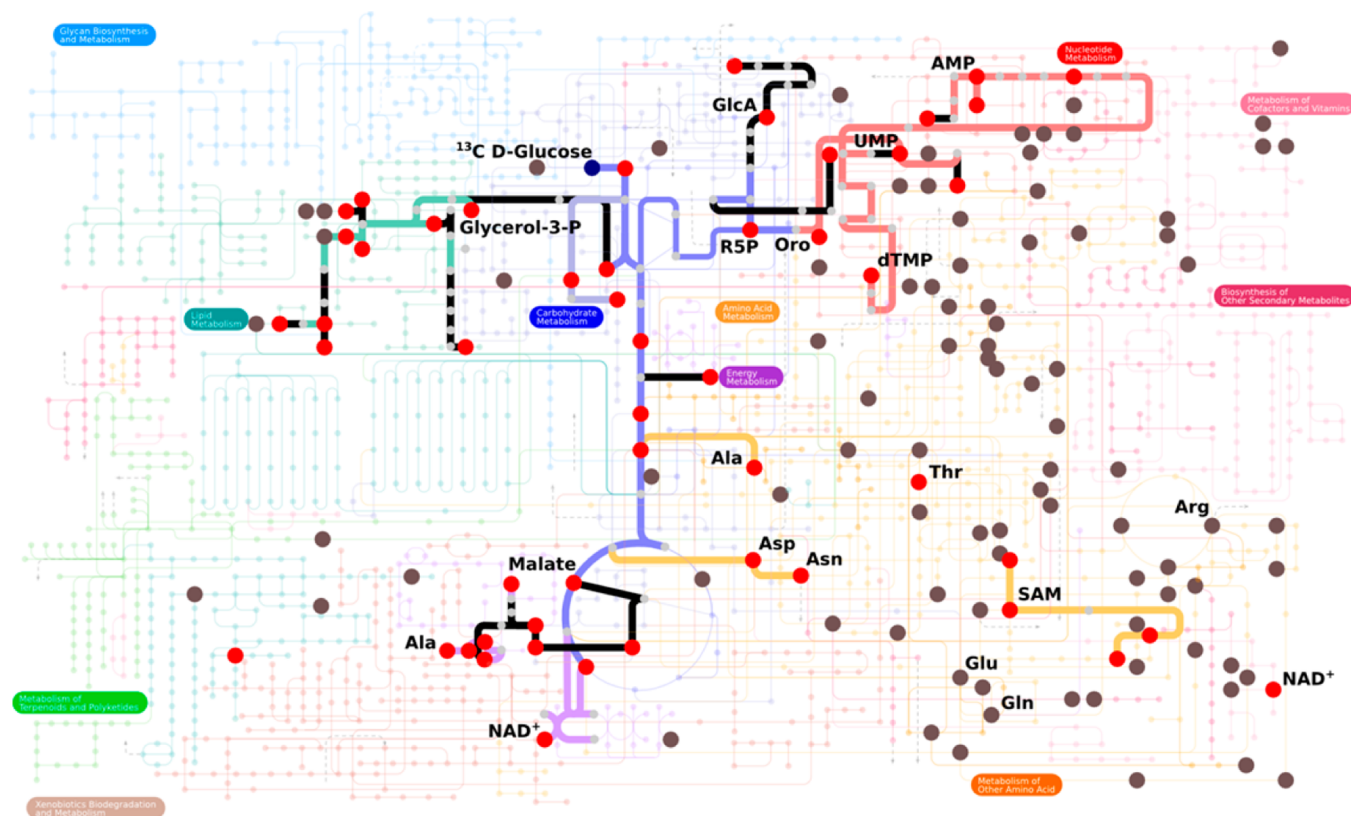 Glycan Biosynthesis
and Metabolism
AMP
Nucleotide
Metabolism
GlcA
Metabolism of
Cofactors and Vitamins
UMP
¹³C D-Glucose
Glycerol-3-P
R5P
Oro
dTMP
Biosynthesis of
Other Secondary Metabolites
Lipid
Metabolism
Carbohydrate
Metabolism
Amino Acid
Metabolism
Energy
Metabolism
Ala
Thr
Arg
Asp
Asn
Malate
SAM
Ala
Glu
NAD⁺
Gln
Metabolism of
Terpenoids and Polyketides
NAD⁺
Metabolism of
Other Amino Acid
Xenobiotics Biodegradation
and Metabolism